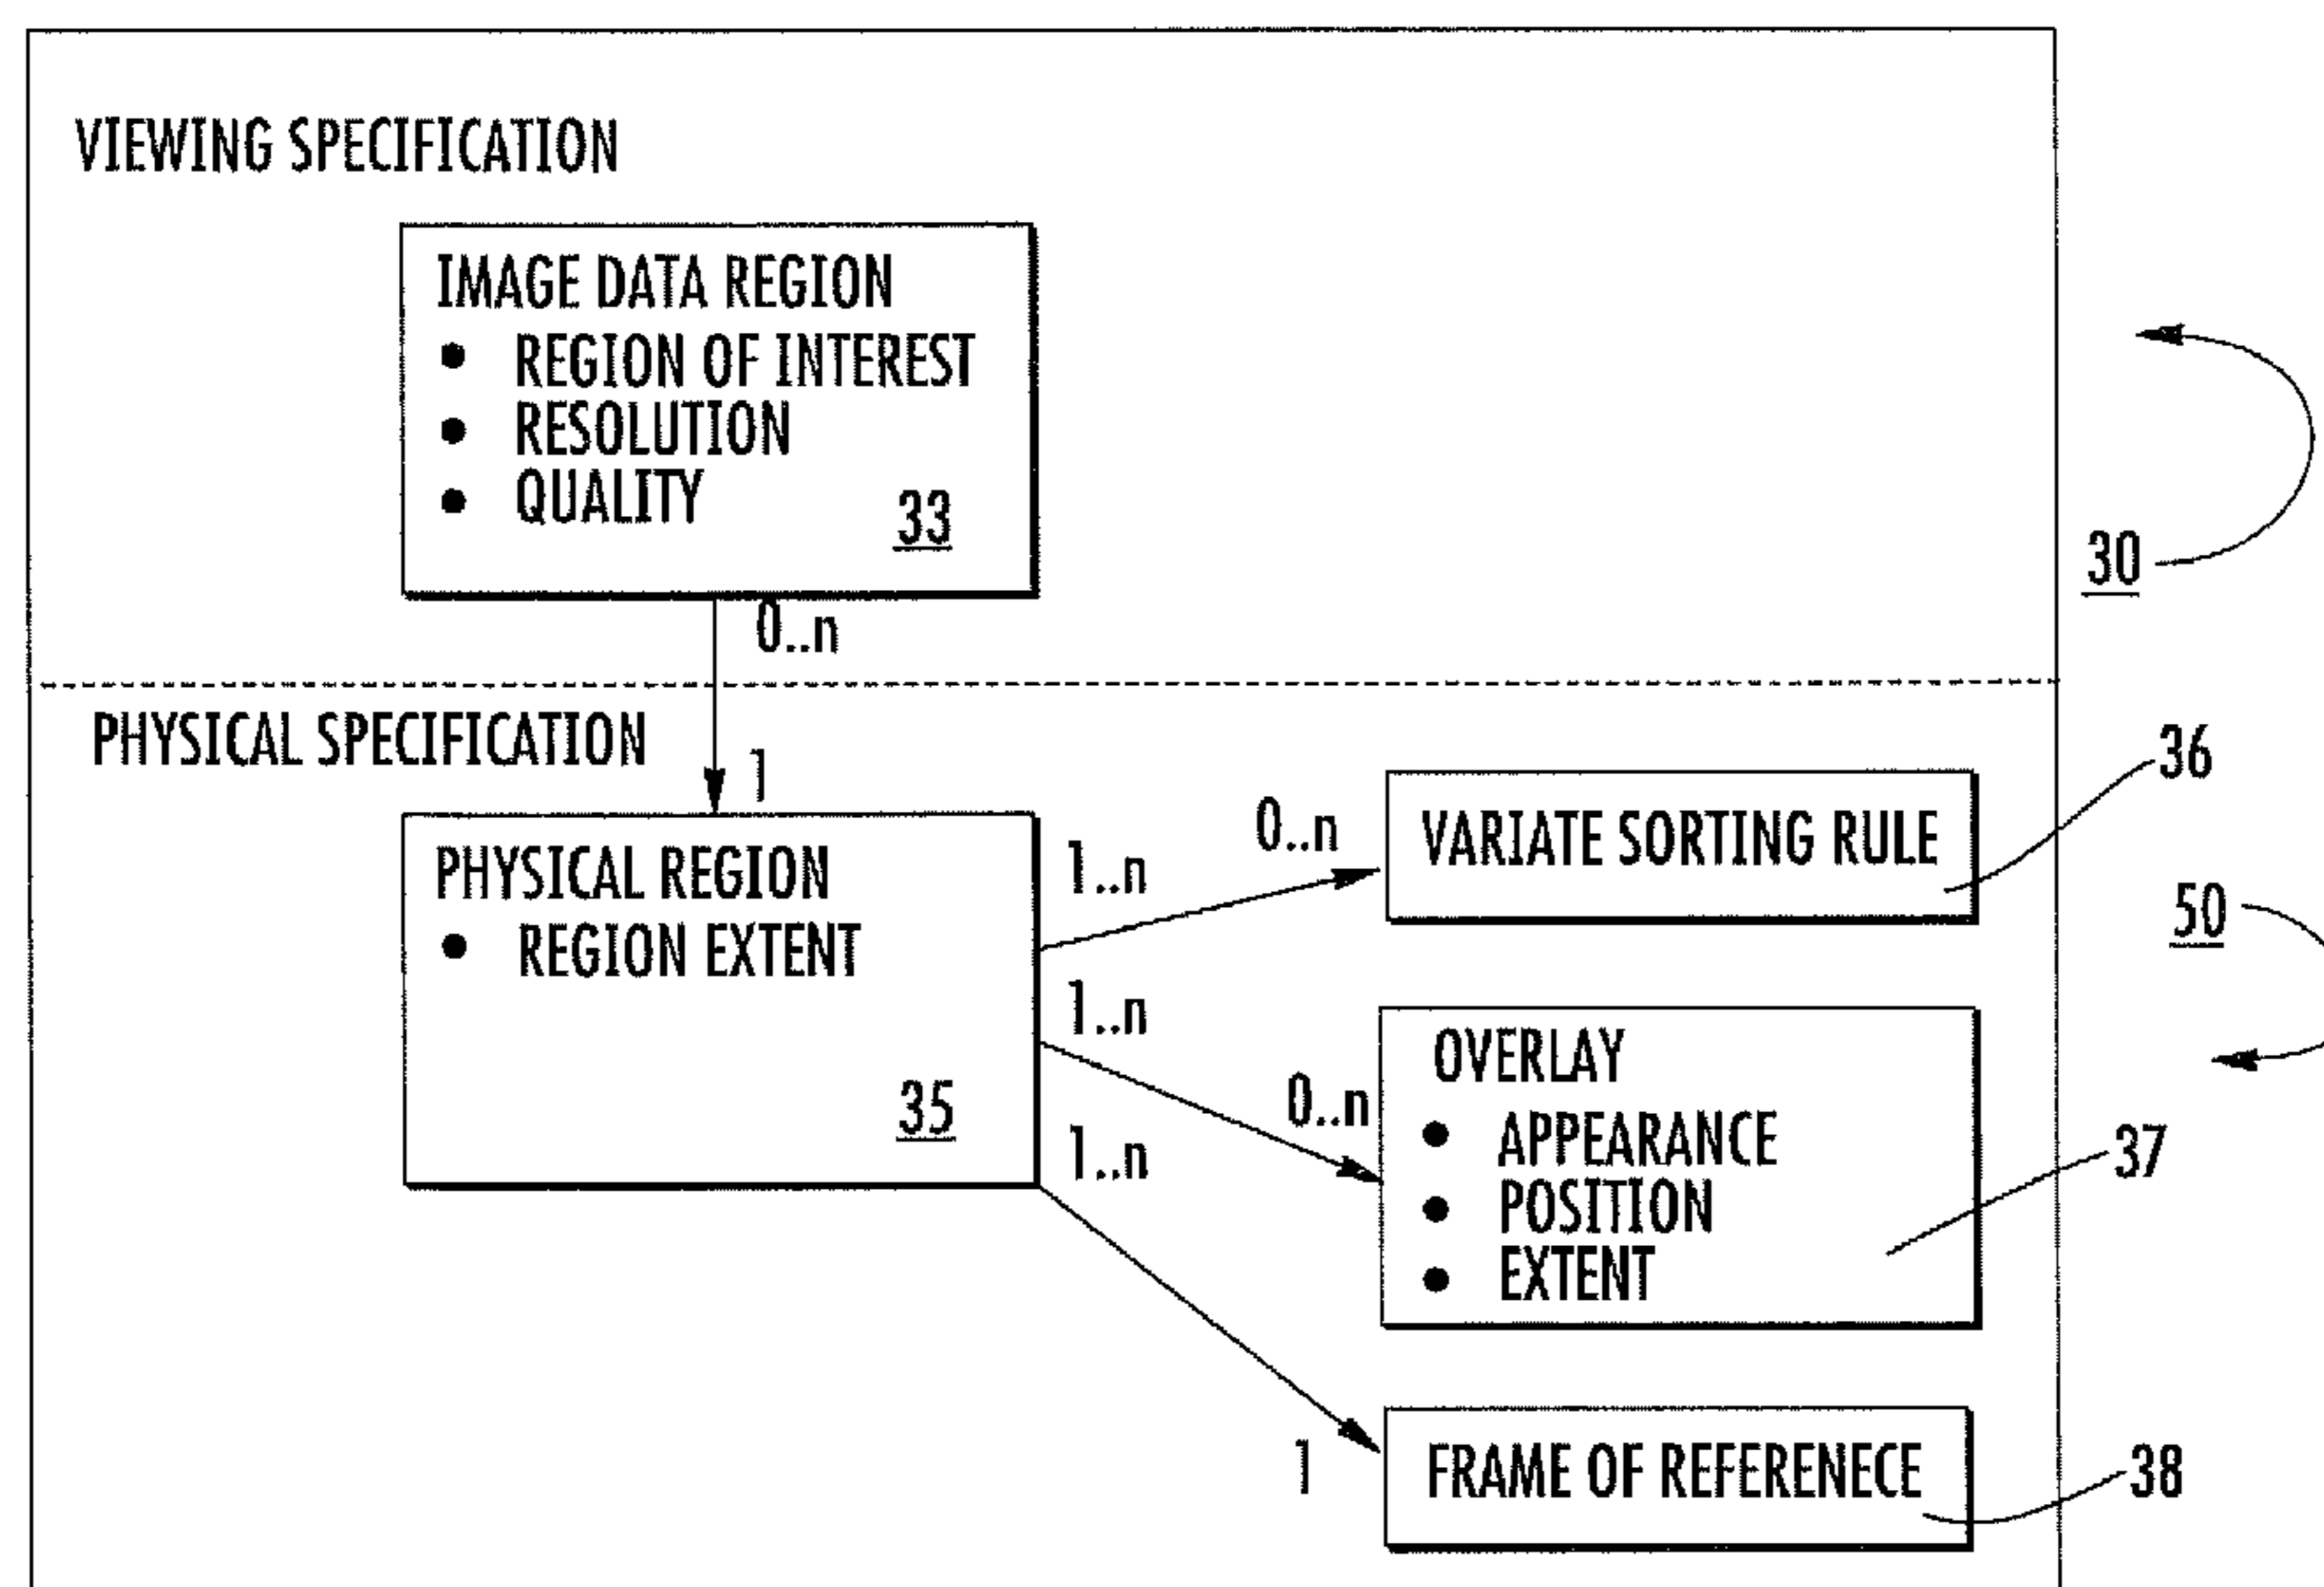 VIEWING SPECIFICATION
IMAGE DATA REGION
● REGION OF INTEREST
● RESOLUTION
● QUALITY
33
30
0..n
PHYSICAL SPECIFICATION
1
36
0..n
VARIATE SORTING RULE
1..n
PHYSICAL REGION
● REGION EXTENT
35
50
1..n
OVERLAY
0..n
● APPEARANCE
● POSITION
● EXTENT
37
1..n
1
FRAME OF REFERENECE
38